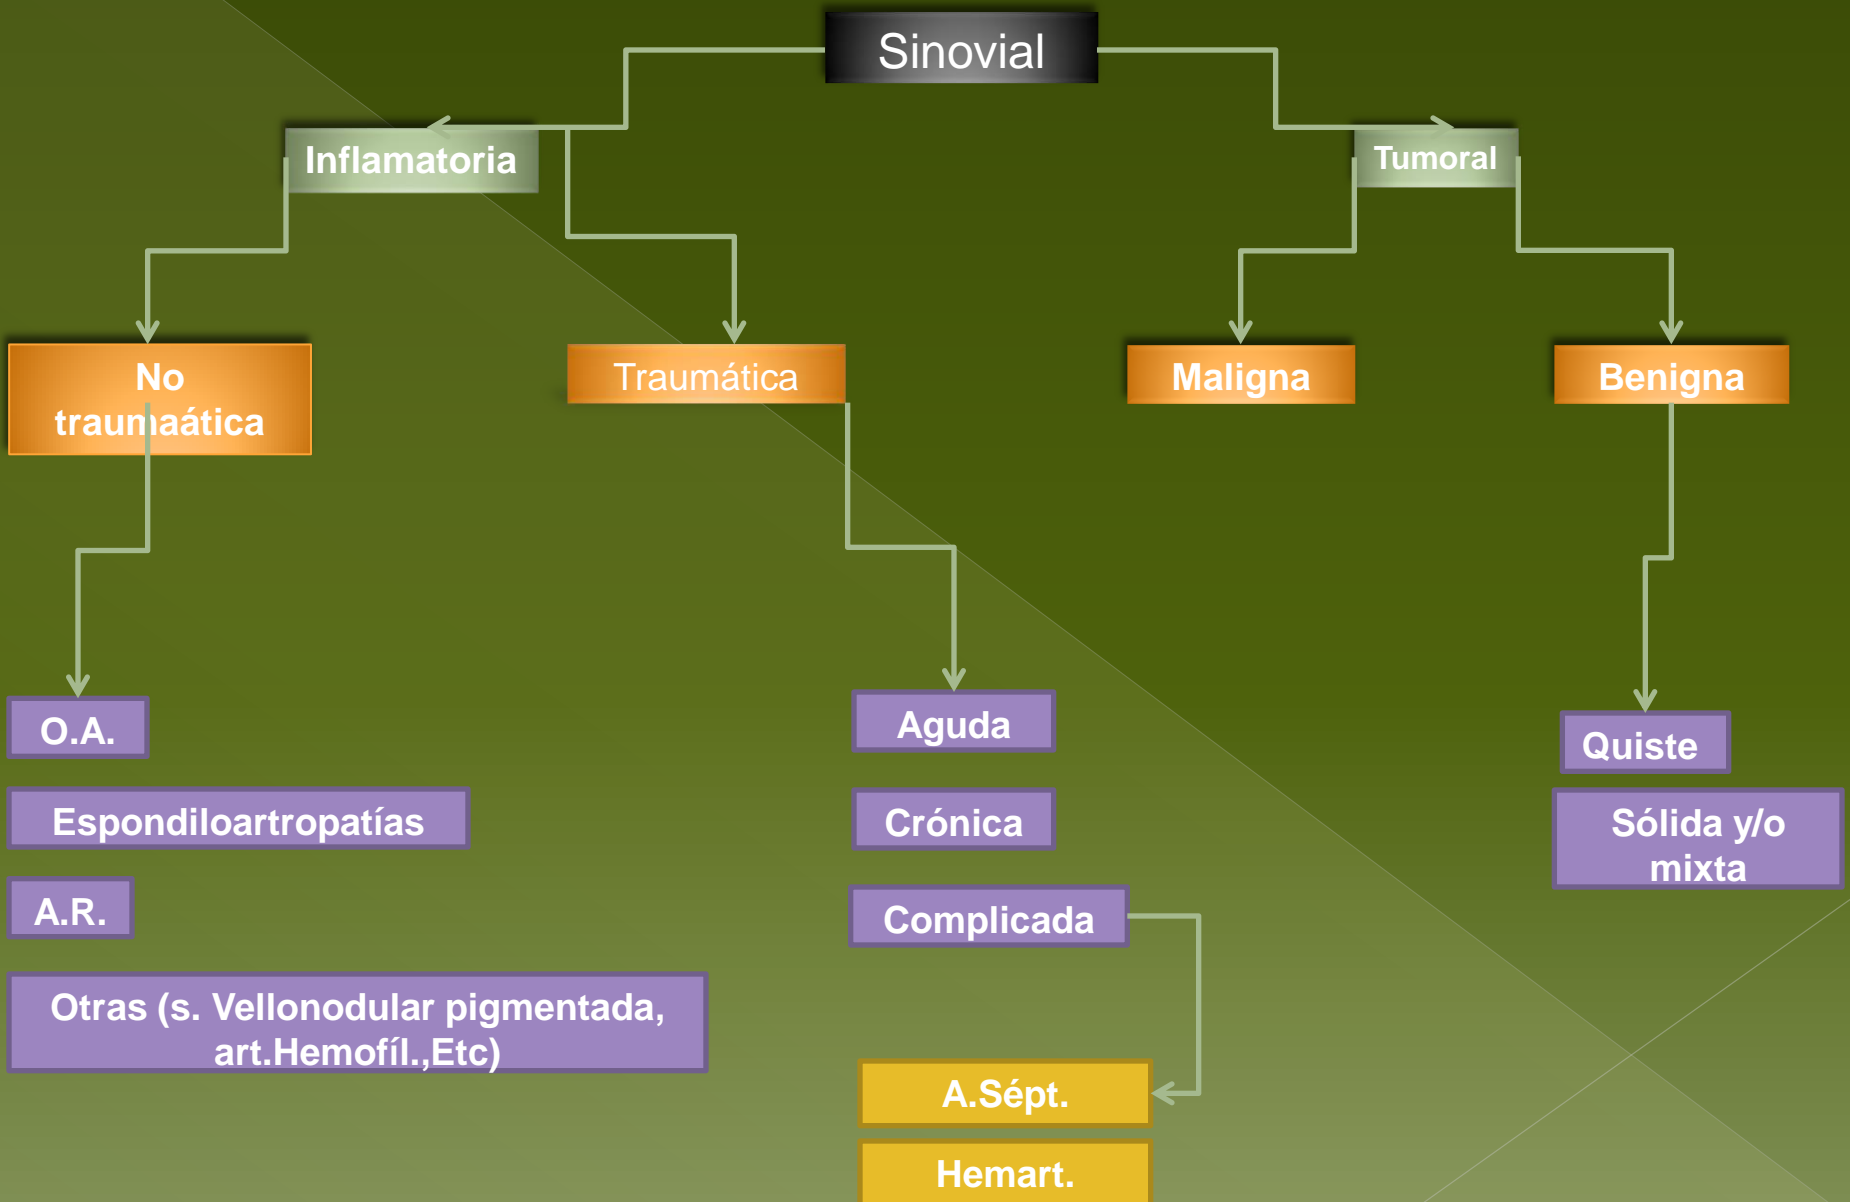 Sinovial
Inflamatoria
Tumoral
No
traumaática
Traumática
Maligna
Benigna
O.A.
Espondiloartropatías
A.R.
Otras (s. Vellonodular pigmentada,
art.Hemofíl.,Etc)
Aguda
Crónica
Complicada
A.Sépt.
Hemart.
Quiste
Sólida y/o
mixta